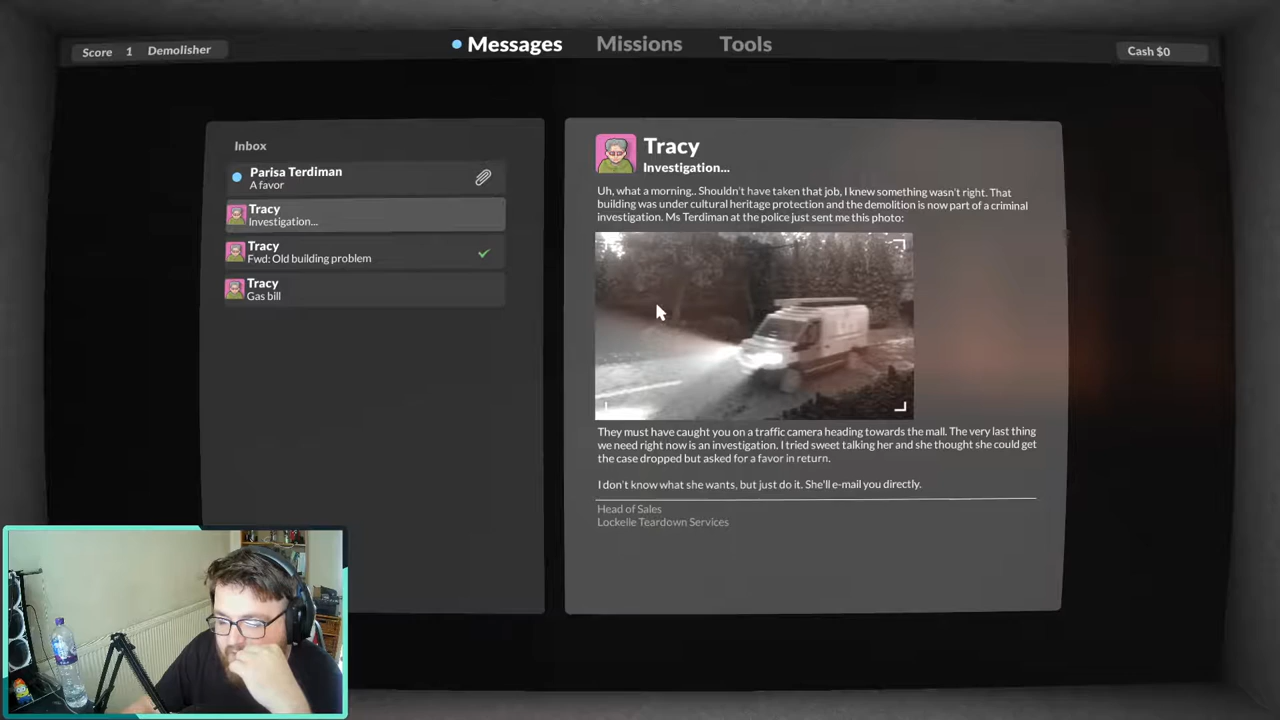 Score 1 Demolisher
Messages Missions Tools
Cash $0
Inbox
Parisa Terdiman
A favor
Tracy
Investigation...
Tracy
Fwd: Old building problem
Tracy
Gas bill
Tracy
Investigation...
Uh, what a morning.. Shouldn't have taken that job, I knew something wasn't right. That
building was under cultural heritage protection and the demolition is now part of a criminal
investigation. Ms Terdiman at the police just sent me this photo:
They must have caught you on a traffic camera heading towards the mall. The very last thing
we need right now is an investigation. I tried sweet talking her and she thought she could get
the case dropped but asked for a favor in return.
I don't know what she wants, but just do it. She'll e-mail you directly.
Head of Sales
Lockelle Teardown Services